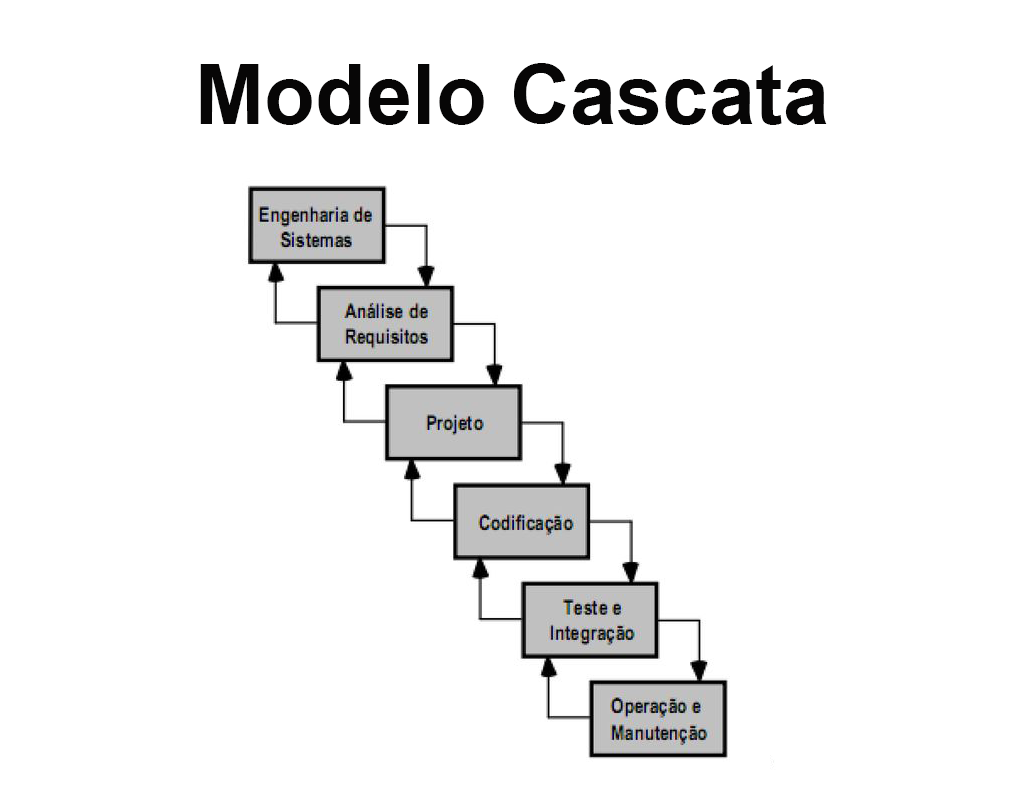 Modelo Cascata
Engenharia de
Sistemas
Análise de
Requisitos
Projeto
Codificação
Teste e
Integração
Operação e
Manutenção